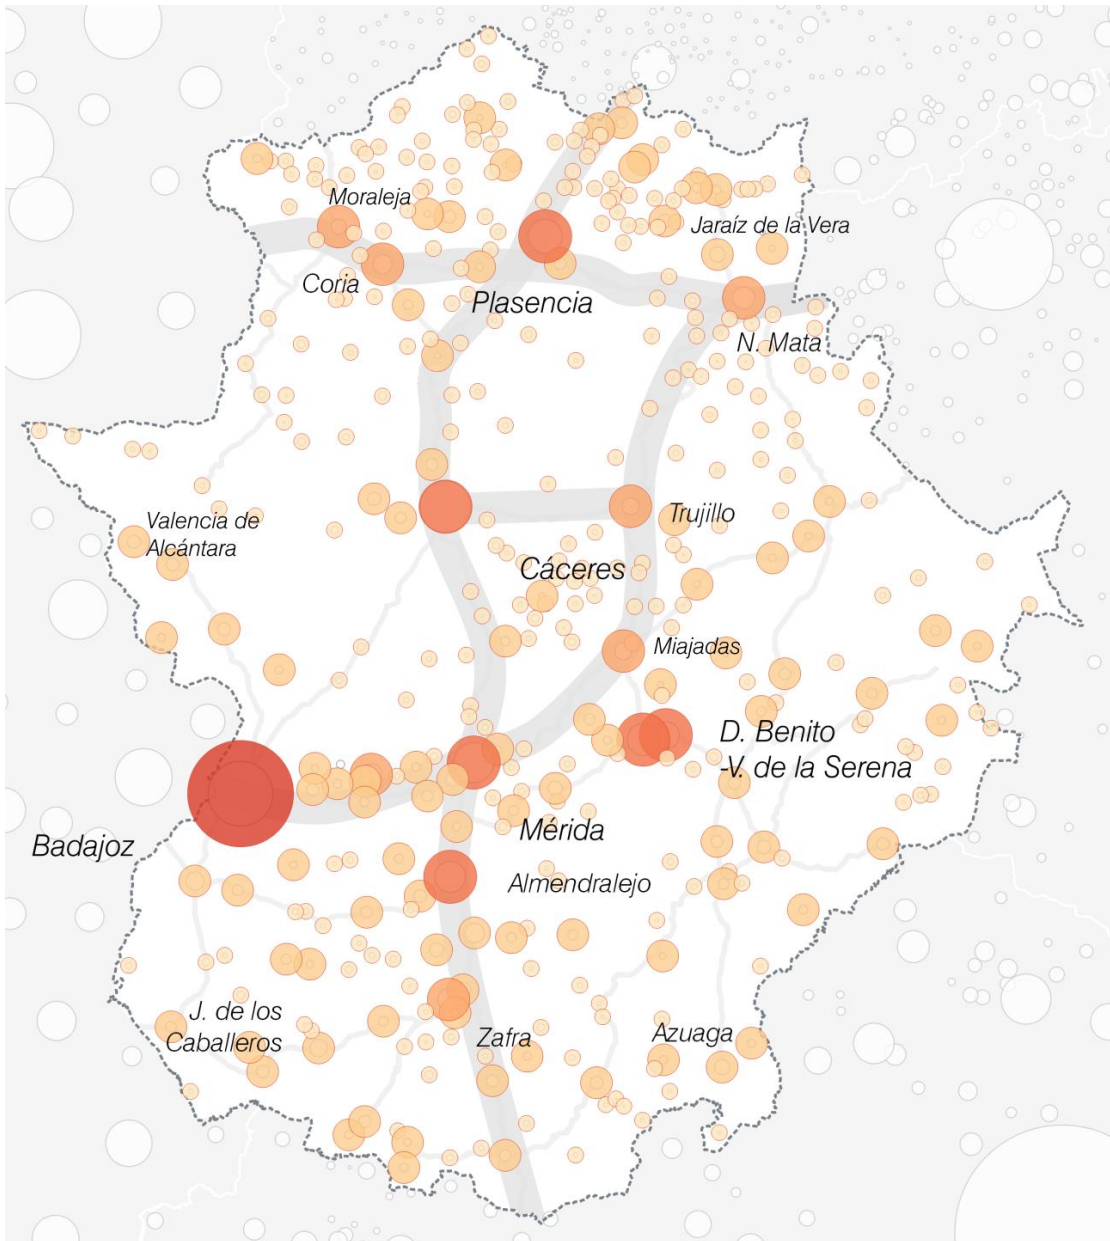 Moraleja
Jaraíz de la Vera
Coria
Plasencia
N. Mata
Trujillo
Valencia de
Alcántara
Cáceres
Miajadas
D. Benito
-V. de la Serena
Mérida
Badajoz
Almendralejo
J. de los
Caballeros
Zafra
Azuaga